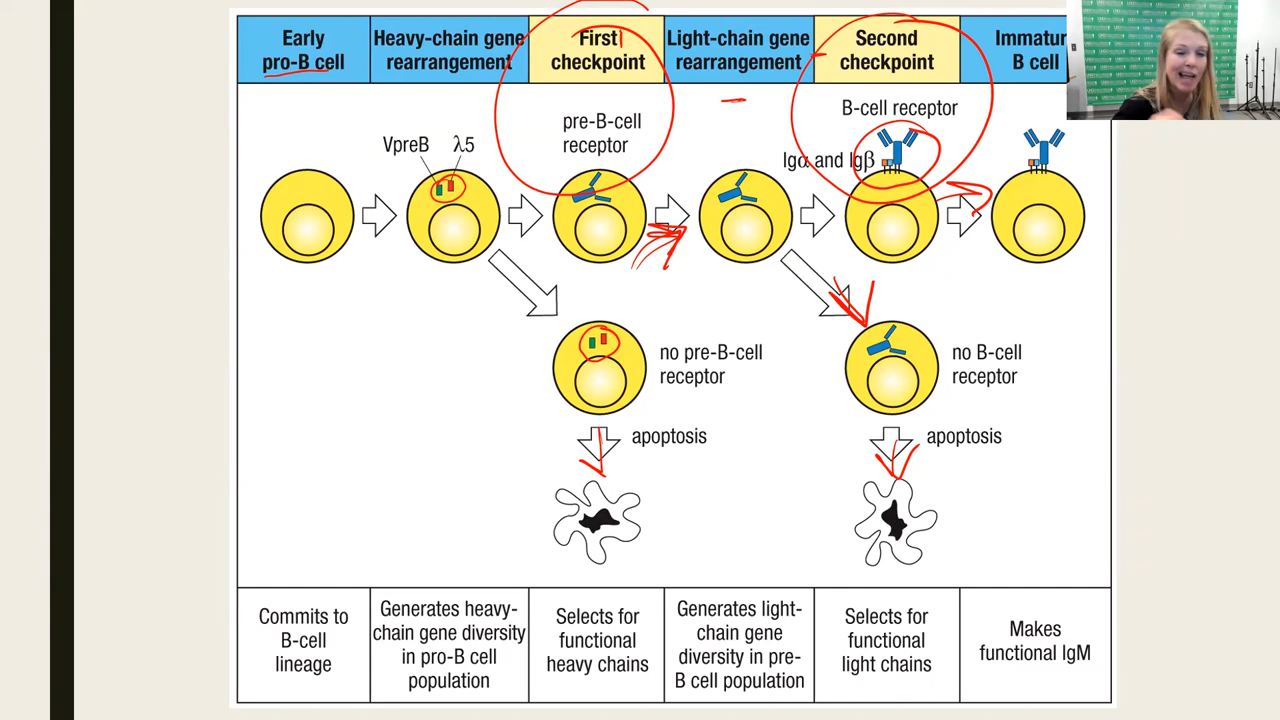 Early
pro-B cell
Heavy-chain gene
rearrangement
First
checkpoint
Light-chain gene
rearrangement
Second
checkpoint
B cell
VpreB λ5
pre-B-cell
receptor
B-cell receptor
Igα and Igβ
no pre-B-cell
receptor
no B-cell
receptor
apoptosis
apoptosis
Commits to
B-cell
lineage
Generates heavy-
chain gene diversity
in pro-B cell
population
Selects for
functional
heavy chains
Generates light-
chain gene
diversity in pre-
B cell population
Selects for
functional
light chains
Makes
functional IgM